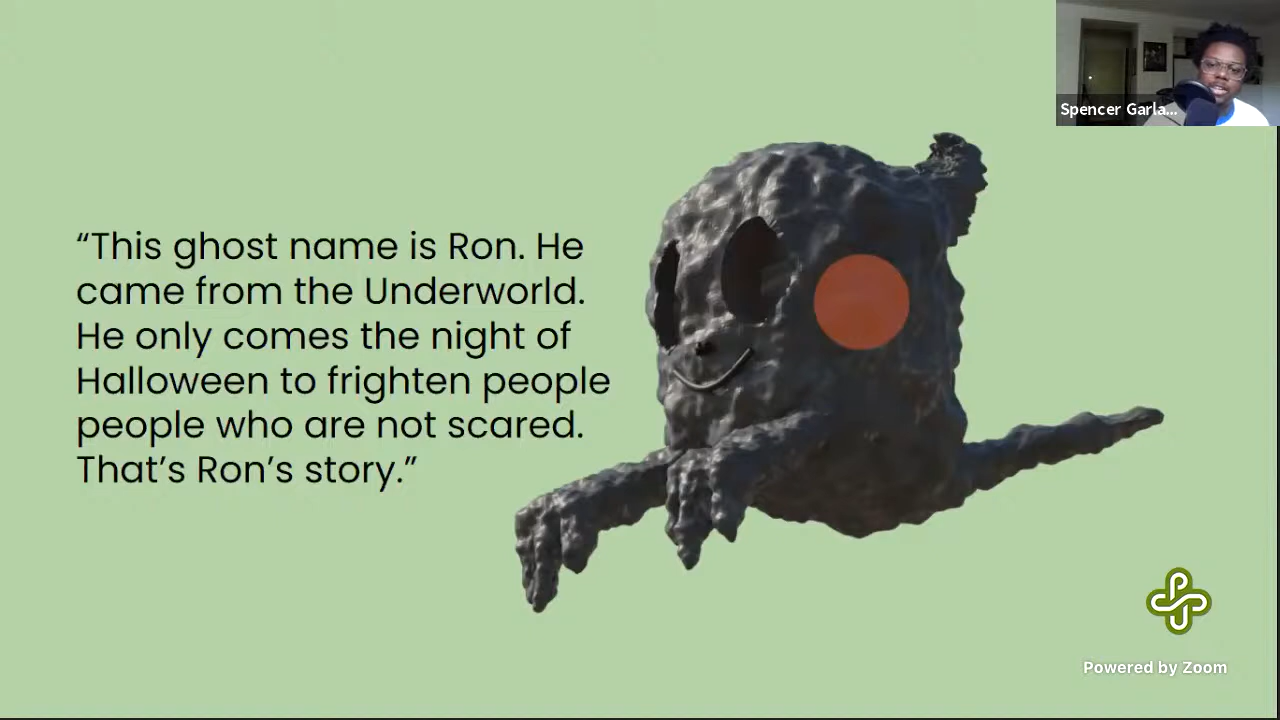 Spencer Garla...
“This ghost name is Ron. He
came from the Underworld.
He only comes the night of
Halloween to frighten people
people who are not scared.
That’s Ron’s story.”
PSU
Powered by Zoom